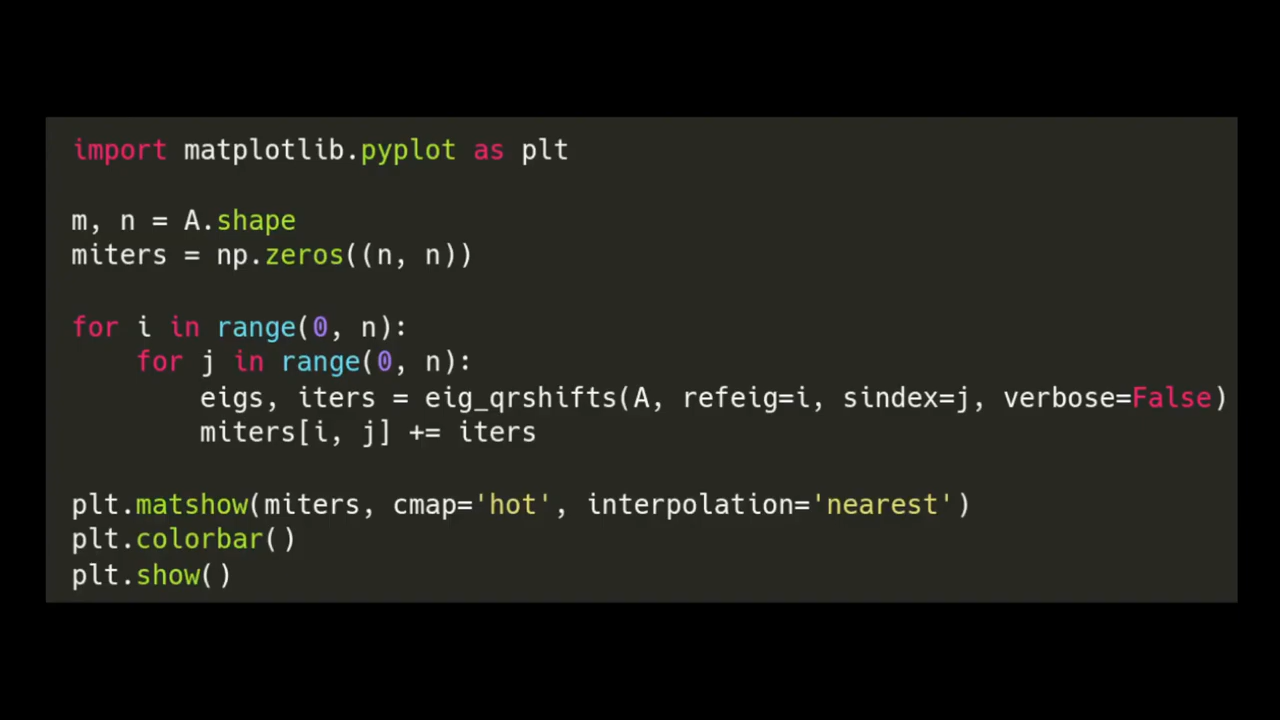 import matplotlib.pyplot as plt
m, n = A.shape
miters = np.zeros((n, n))
for i in range(0, n):
    for j in range(0, n):
        eigs, iters = eig_qrshifts(A, refeig=i, sindex=j, verbose=False)
        miters[i, j] += iters
plt.matshow(miters, cmap='hot', interpolation='nearest')
plt.colorbar()
plt.show()